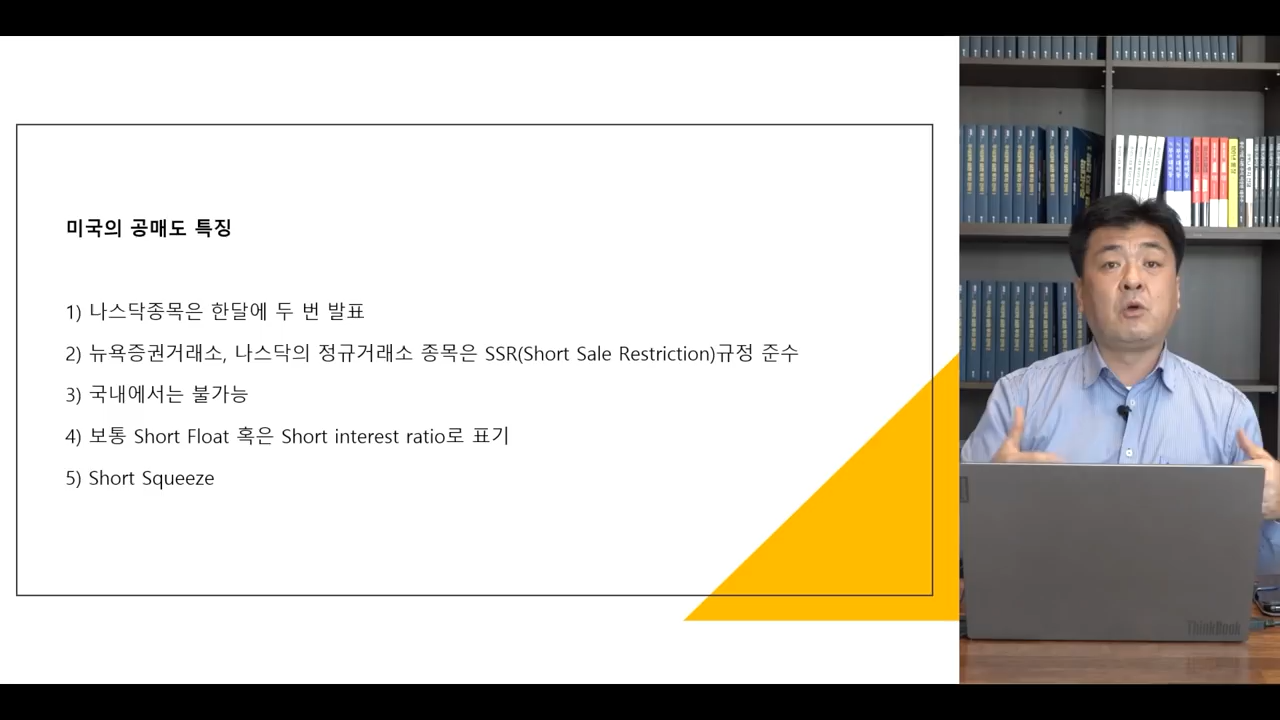 미국의 공매도 특징
1) 나스닥종목은 한달에 두 번 발표
2) 뉴욕증권거래소, 나스닥의 정규거래소 종목은 SSR(Short Sale Restriction)규정 준수
3) 국내에서는 불가능
4) 보통 Short Float 혹은 Short interest ratio로 표기
5) Short Squeeze
ThinkBook